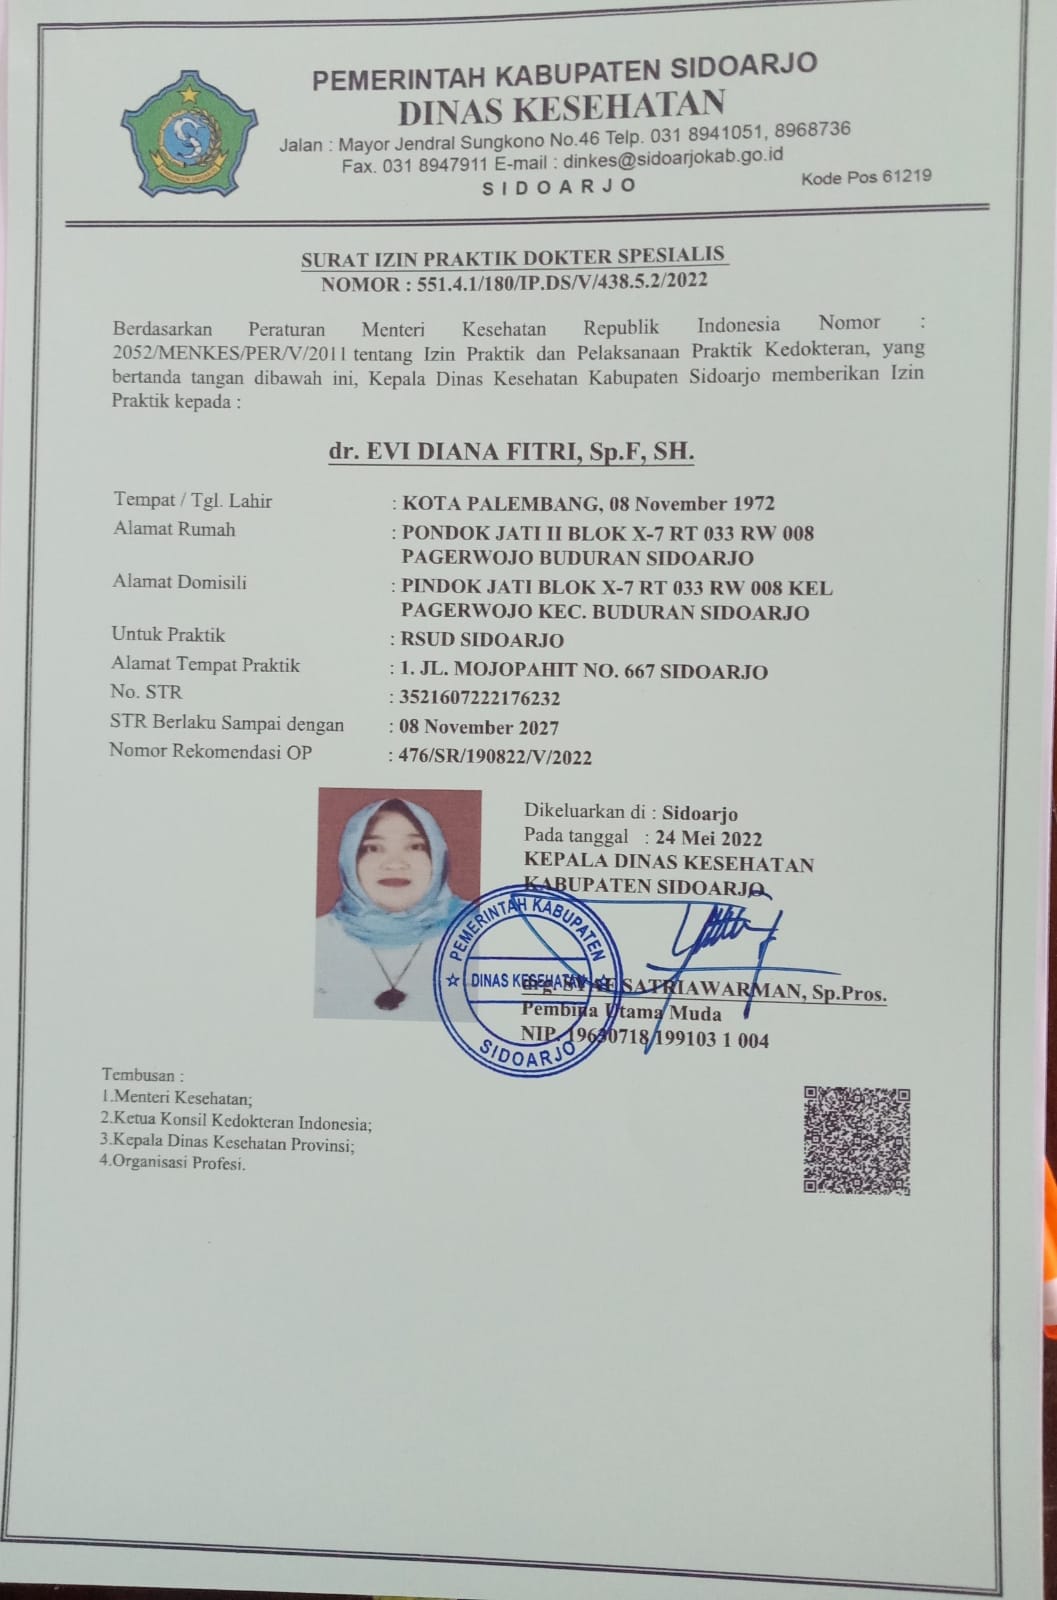 PEMERINTAH KABUPATEN SIDOARJO
DINAS KESEHATAN
Jalan : Mayor Jendral Sungkono No.46 Telp. 031 8941051, 8968736
Fax. 031 8947911 E-mail : dinkes@sidoarjokab.go.id
SIDOARJO
Kode Pos 61219
SURAT IZIN PRAKTIK DOKTER SPESIALIS
NOMOR : 551.4.1/180/IP.DS/V/438.5.2/2022
Berdasarkan Peraturan Menteri Kesehatan Republik Indonesia Nomor :
2052/MENKES/PER/V/2011 tentang Izin Praktik dan Pelaksanaan Praktik Kedokteran, yang
bertanda tangan dibawah ini, Kepala Dinas Kesehatan Kabupaten Sidoarjo memberikan Izin
Praktik kepada :
dr. EVI DIANA FITRI, Sp.F, SH.
Tempat / Tgl. Lahir : KOTA PALEMBANG, 08 November 1972
Alamat Rumah : PONDOK JATI II BLOK X-7 RT 033 RW 008
PAGERWOJO BUDURAN SIDOARJO
Alamat Domisili : PINDOK JATI BLOK X-7 RT 033 RW 008 KEL
PAGERWOJO KEC. BUDURAN SIDOARJO
Untuk Praktik : RSUD SIDOARJO
Alamat Tempat Praktik : 1. JL. MOJOPAHIT NO. 667 SIDOARJO
No. STR : 3521607222176232
STR Berlaku Sampai dengan : 08 November 2027
Nomor Rekomendasi OP : 476/SR/190822/V/2022
Dikeluarkan di : Sidoarjo
Pada tanggal : 24 Mei 2022
KEPALA DINAS KESEHATAN
KABUPATEN SIDOARJO
PEMERINTAH KABUPATEN
DINAS KESEHATAN
SIDOARJO
drg. SATRIAWARMAN, Sp.Pros.
Pembina Utama Muda
NIP. 19630718 199103 1 004
Tembusan :
1.Menteri Kesehatan;
2.Ketua Konsil Kedokteran Indonesia;
3.Kepala Dinas Kesehatan Provinsi;
4.Organisasi Profesi.